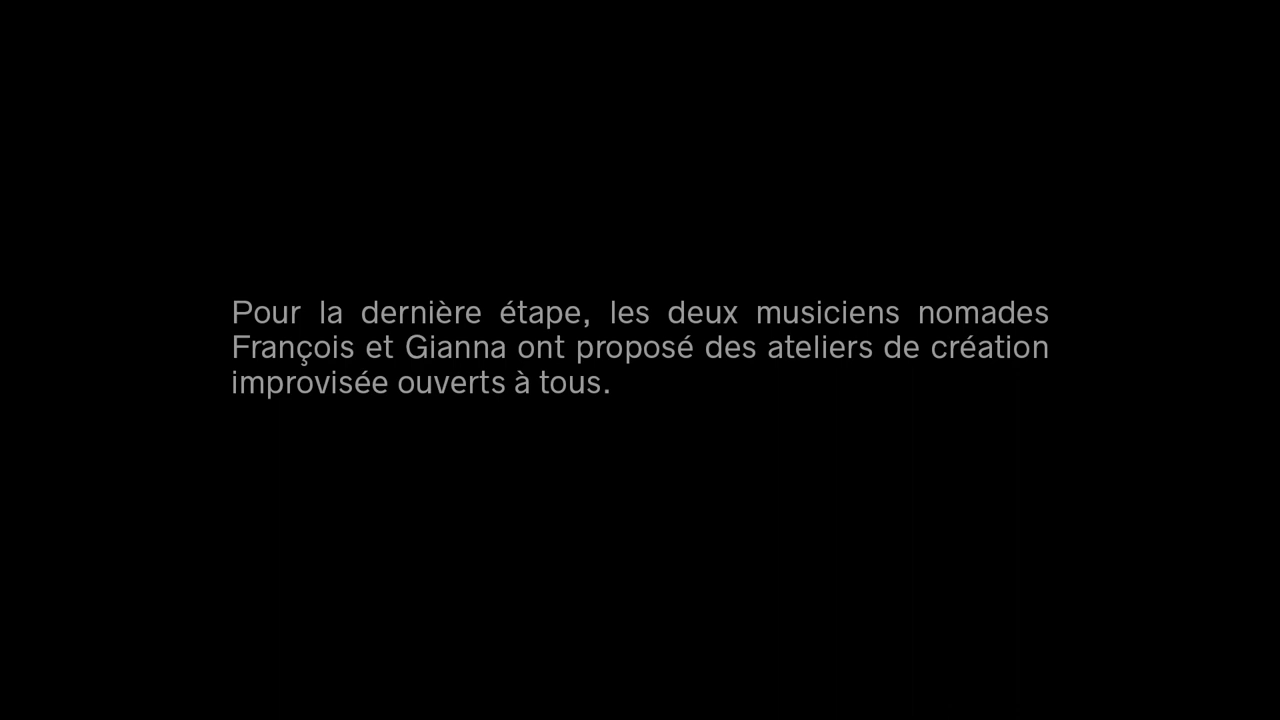 Pour la dernière étape, les deux musiciens nomades
François et Gianna ont proposé des ateliers de création
improvisée ouverts à tous.